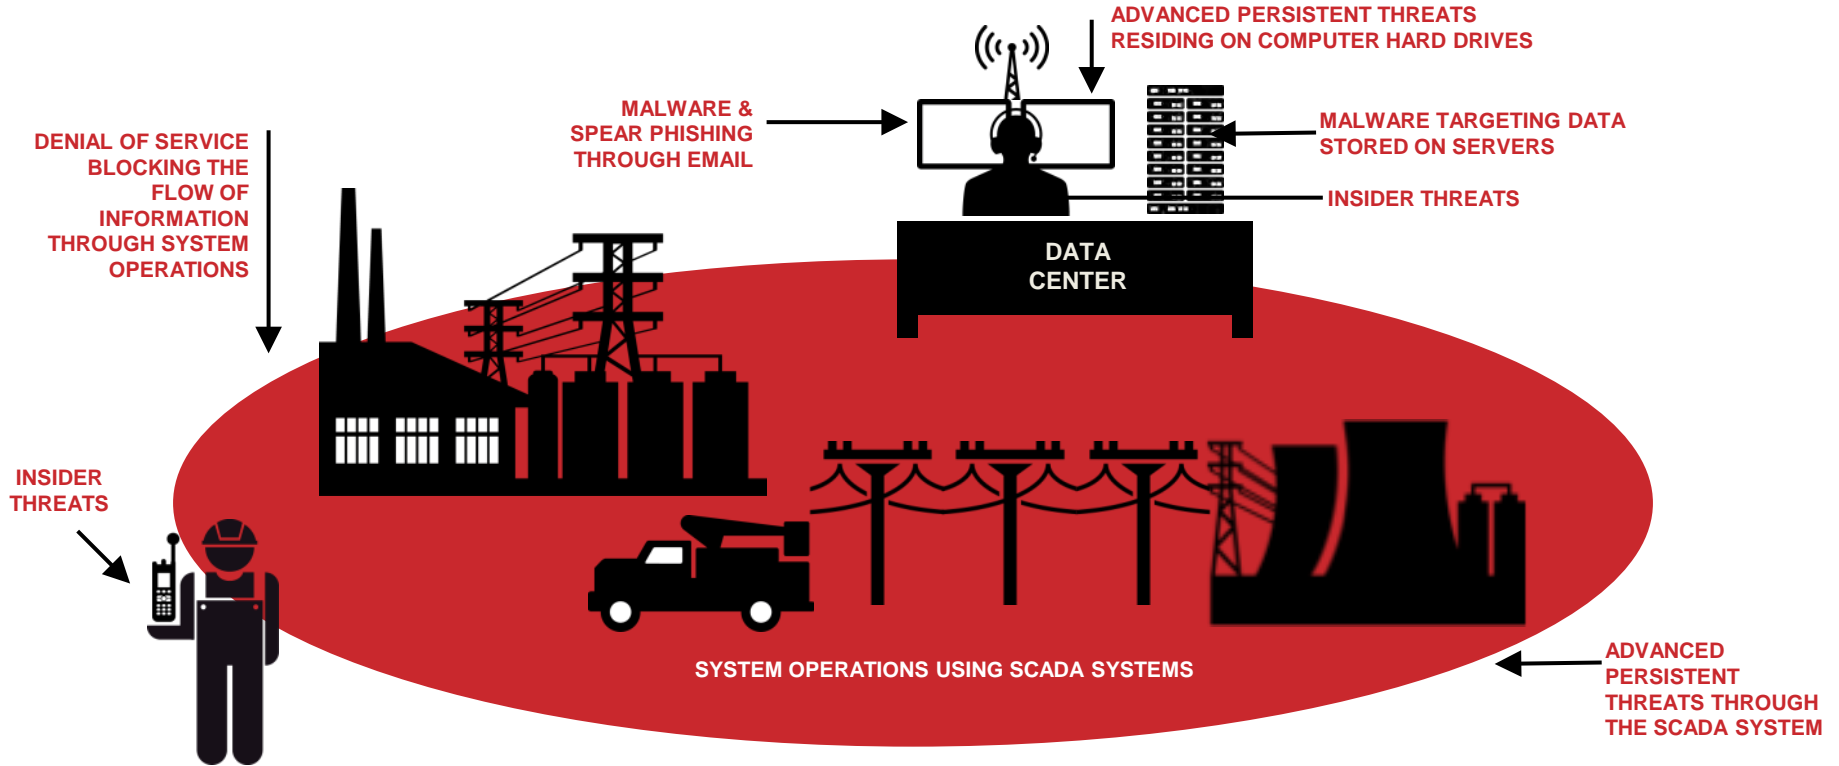 ADVANCED PERSISTENT THREATS
RESIDING ON COMPUTER HARD DRIVES
MALWARE &
SPEAR PHISHING
THROUGH EMAIL
MALWARE TARGETING DATA
STORED ON SERVERS
INSIDER THREATS
DENIAL OF SERVICE
BLOCKING THE
FLOW OF
INFORMATION
THROUGH SYSTEM
OPERATIONS
DATA
CENTER
INSIDER
THREATS
SYSTEM OPERATIONS USING SCADA SYSTEMS
ADVANCED
PERSISTENT
THREATS THROUGH
THE SCADA SYSTEM